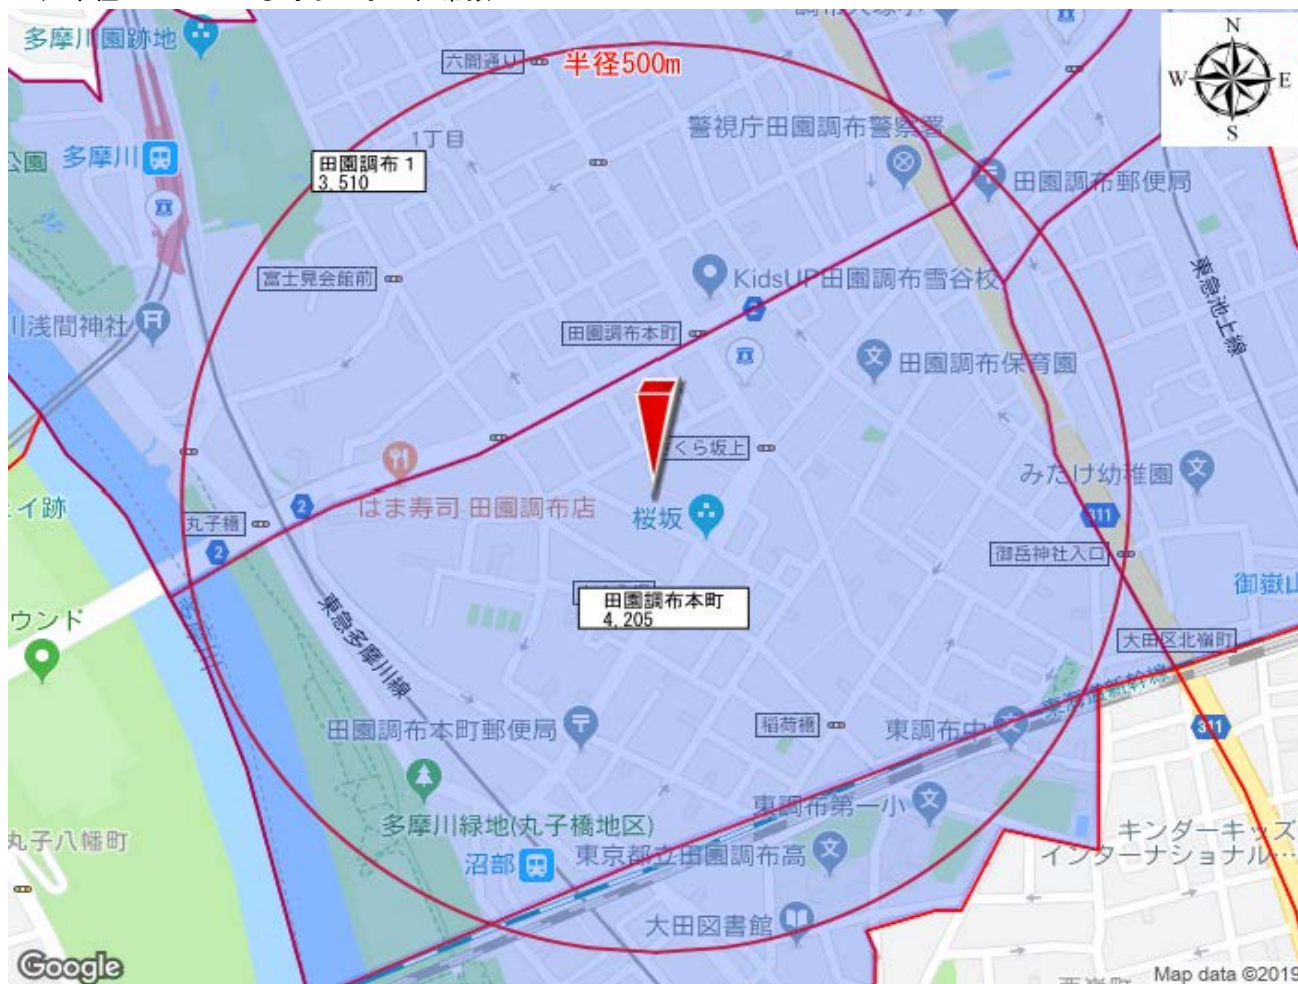 多摩川園跡地
六間通り
半径500m
N
W
E
S
1丁目
警視庁田園調布警察署
公園
多摩川
田園調布1
3,510
田園調布郵便局
富士見会館前
KidsUP田園調布雪谷校
東急池上線
川浅間神社
田園調布本町
田園調布保育園
くら坂上
みたけ幼稚園
イ跡
はま寿司 田園調布店
桜坂
丸子橋
2
2
311
御岳神社入口
御嶽山
田園調布本町
4,205
ウンド
東急多摩川線
大田区北嶺町
東海道新幹線
田園調布本町郵便局
稲荷橋
東調布中
311
東調布第一小
多摩川緑地(丸子橋地区)
丸子八幡町
キンダーキッズ
インターナショナル…
沼部
東京都立田園調布高
大田図書館
Google
Map data ©2019